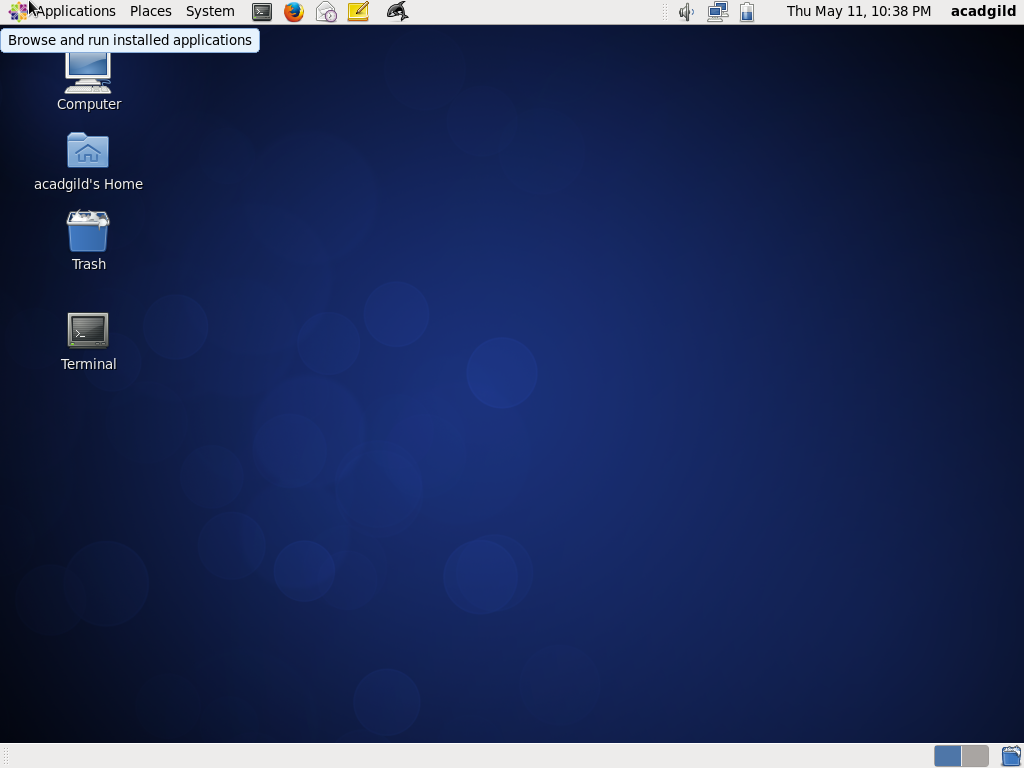 Applications Places System Thu May 11, 10:38 PM acadgild
Browse and run installed applications
Computer
acadgild's Home
Trash
Terminal